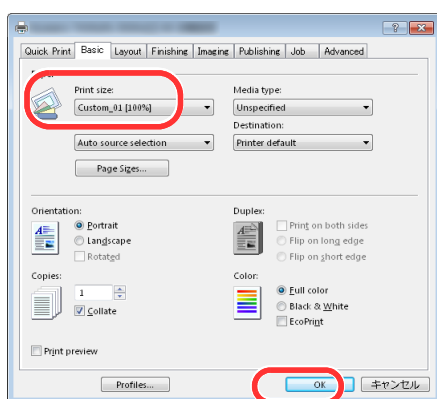 Quick Print Basic Layout Finishing Imaging Publishing Job Advanced
Print size: Media type:
Custom_01 [100%] Unspecified
Destination:
Auto source selection Printer default
Page Sizes...
Orientation: Duplex:
Portrait Print on both sides
Landscape Flip on long edge
Rotated Flip on short edge
Copies: Color:
1 Full color
Collate Black & White
EcoPrint
Print preview
Profiles... OK キャンセル